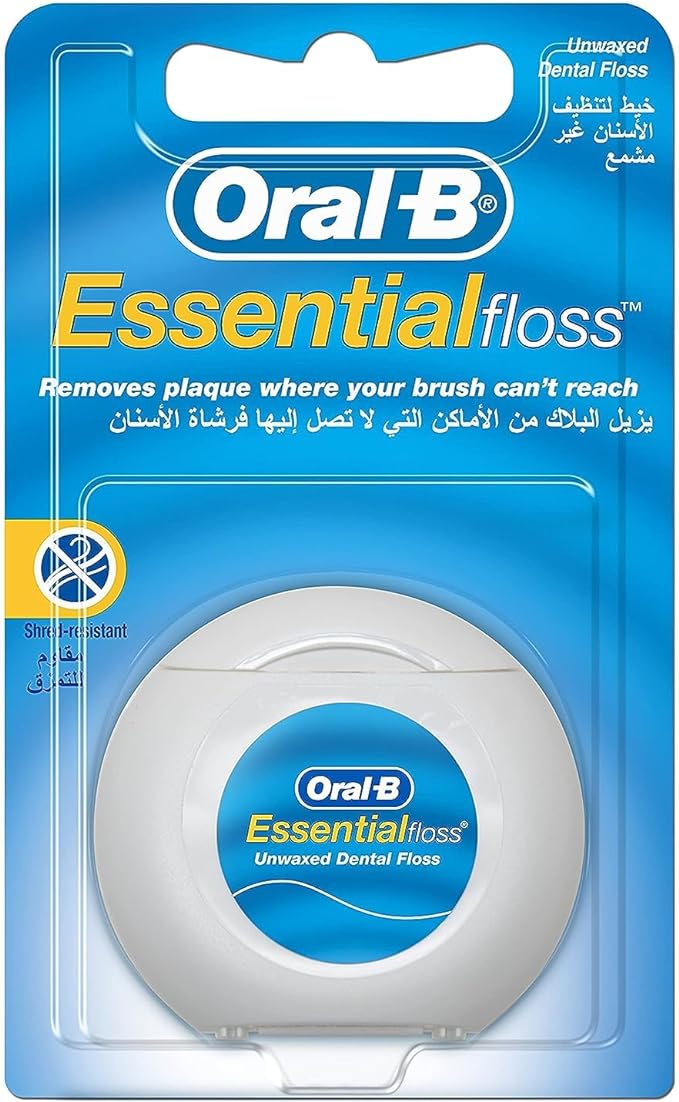 Unwaxed
Dental Floss
خيط لتنظيف
الأسنان غير
مشمع
Oral-B®
Essentialfloss™
Removes plaque where your brush can't reach
يزيل البلاك من الأماكن التي لا تصل إليها فرشاة الأسنان
Shred-resistant
مقاوم
للتمزق
Oral-B
Essentialfloss®
Unwaxed Dental Floss